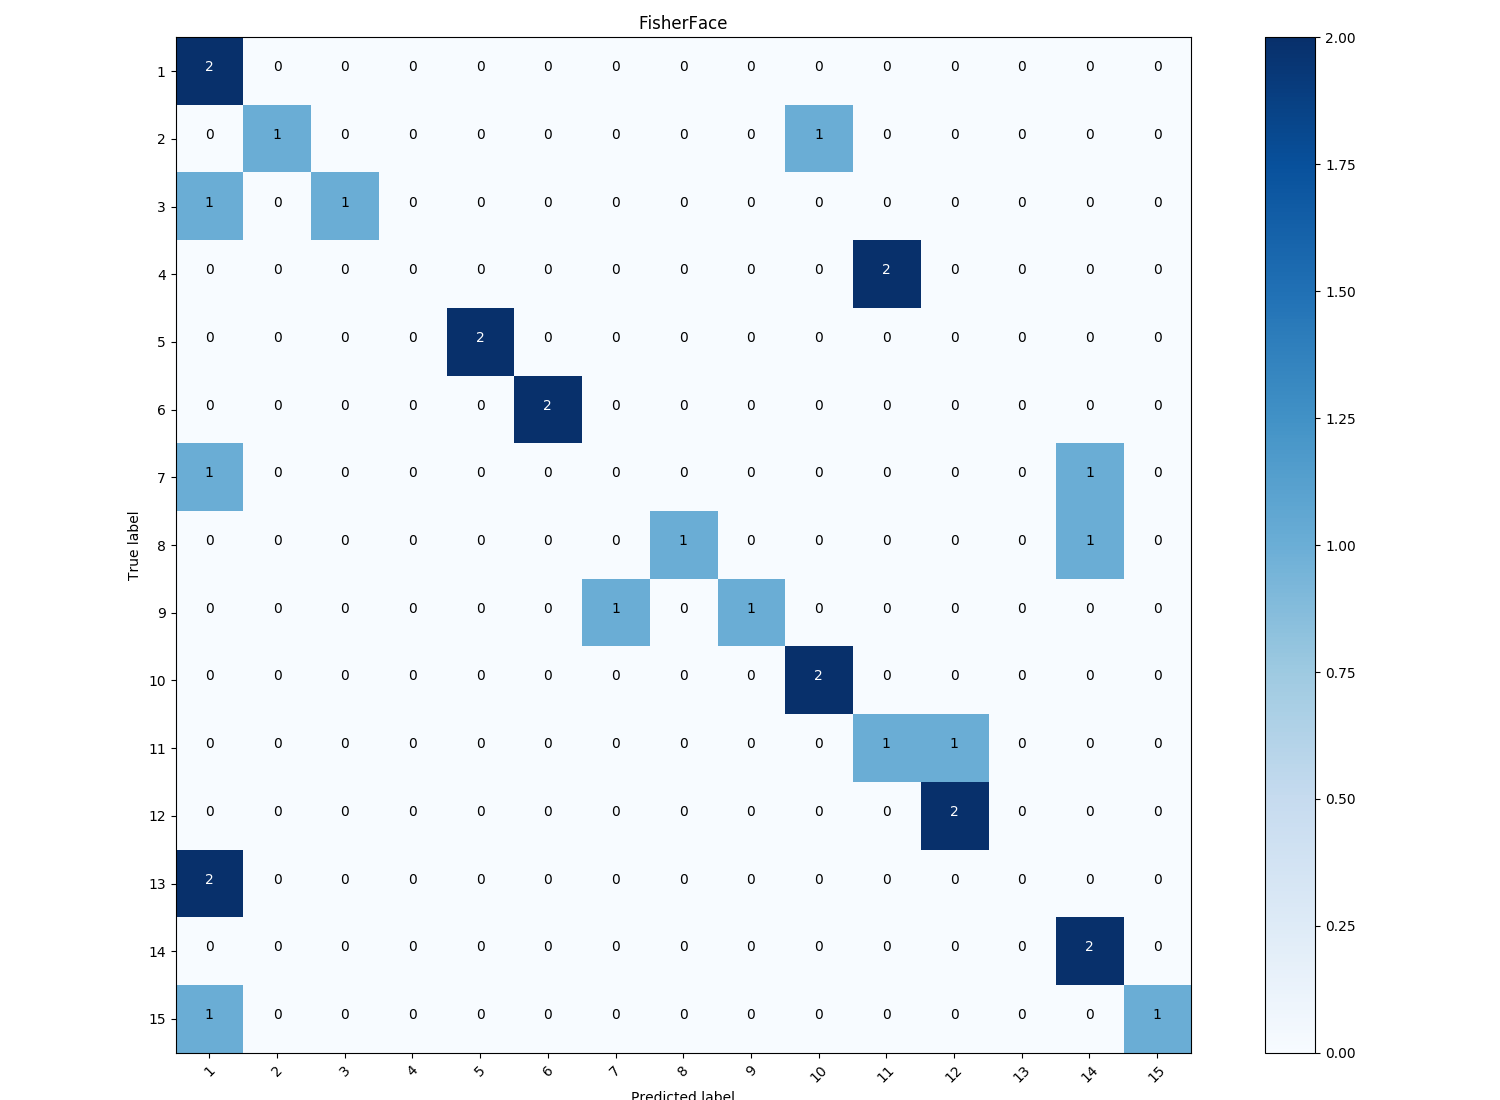 FisherFace
1 2 0 0 0 0 0 0 0 0 0 0 0 0 0 0
2 0 1 0 0 0 0 0 0 0 1 0 0 0 0 0
3 1 0 1 0 0 0 0 0 0 0 0 0 0 0 0
4 0 0 0 0 0 0 0 0 0 0 2 0 0 0 0
5 0 0 0 0 2 0 0 0 0 0 0 0 0 0 0
6 0 0 0 0 0 2 0 0 0 0 0 0 0 0 0
7 1 0 0 0 0 0 0 0 0 0 0 0 0 1 0
8 0 0 0 0 0 0 0 1 0 0 0 0 0 1 0
9 0 0 0 0 0 0 1 0 1 0 0 0 0 0 0
10 0 0 0 0 0 0 0 0 0 2 0 0 0 0 0
11 0 0 0 0 0 0 0 0 0 0 1 1 0 0 0
12 0 0 0 0 0 0 0 0 0 0 0 2 0 0 0
13 2 0 0 0 0 0 0 0 0 0 0 0 0 0 0
14 0 0 0 0 0 0 0 0 0 0 0 0 0 2 0
15 1 0 0 0 0 0 0 0 0 0 0 0 0 0 1
1 2 3 4 5 6 7 8 9 10 11 12 13 14 15
True label
Predicted label
2.00
1.75
1.50
1.25
1.00
0.75
0.50
0.25
0.00